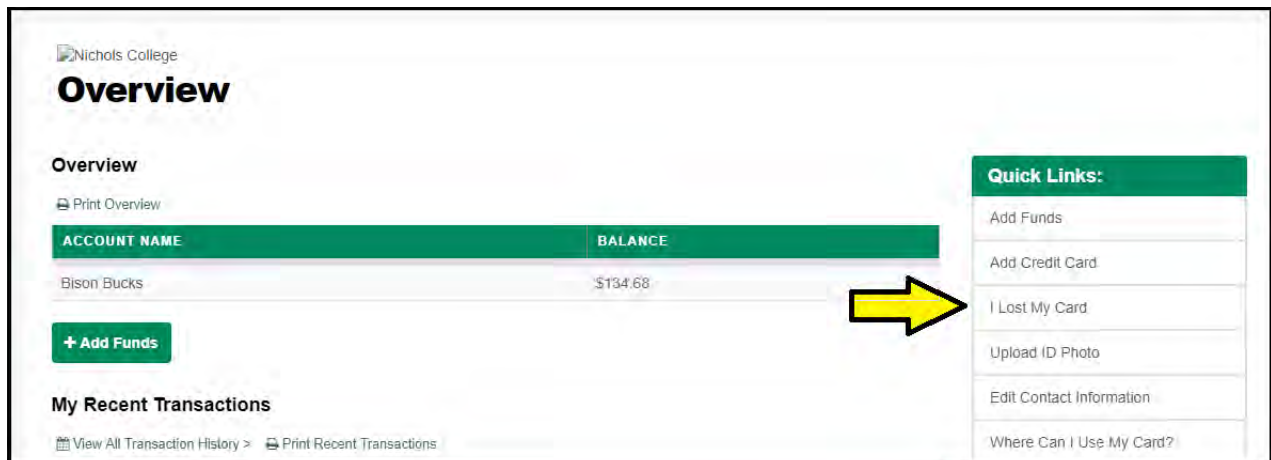 Nichols College
Overview
Overview
Print Overview
ACCOUNT NAME BALANCE
Bison Bucks $134.68
+ Add Funds
My Recent Transactions
View All Transaction History > Print Recent Transactions
Quick Links:
Add Funds
Add Credit Card
I Lost My Card
Upload ID Photo
Edit Contact Information
Where Can I Use My Card?